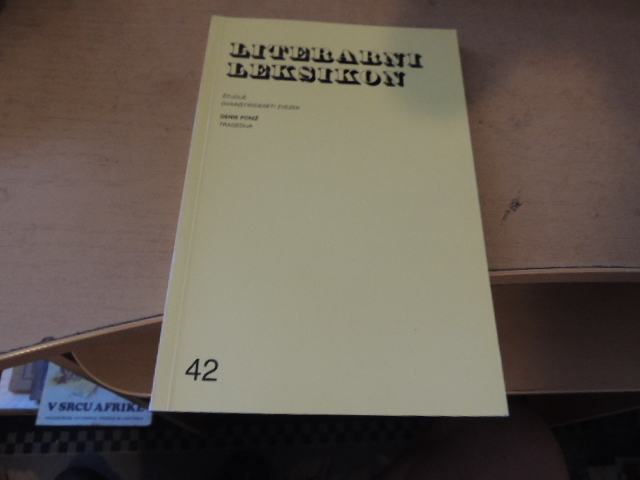 LITERARNI
LEKSIKON
ŠTUDIJE
DVAINŠTIRIDESETI ZVEZEK
DENIS PONIŽ
TRAGEDIJA
42
V SRCU AFRIKE